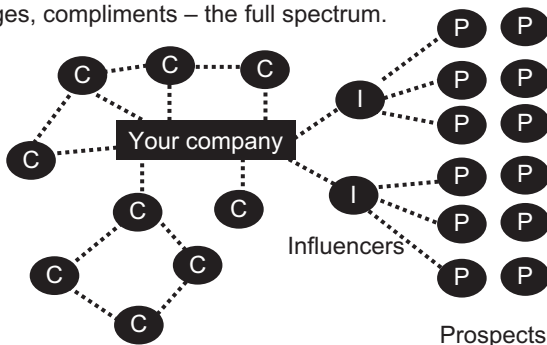 ges, compliments – the full spectrum.
P P
C C C
P P
I
P P
Your company
C
P P
I
C C
P P
Influencers
C C
P P
C
Prospects